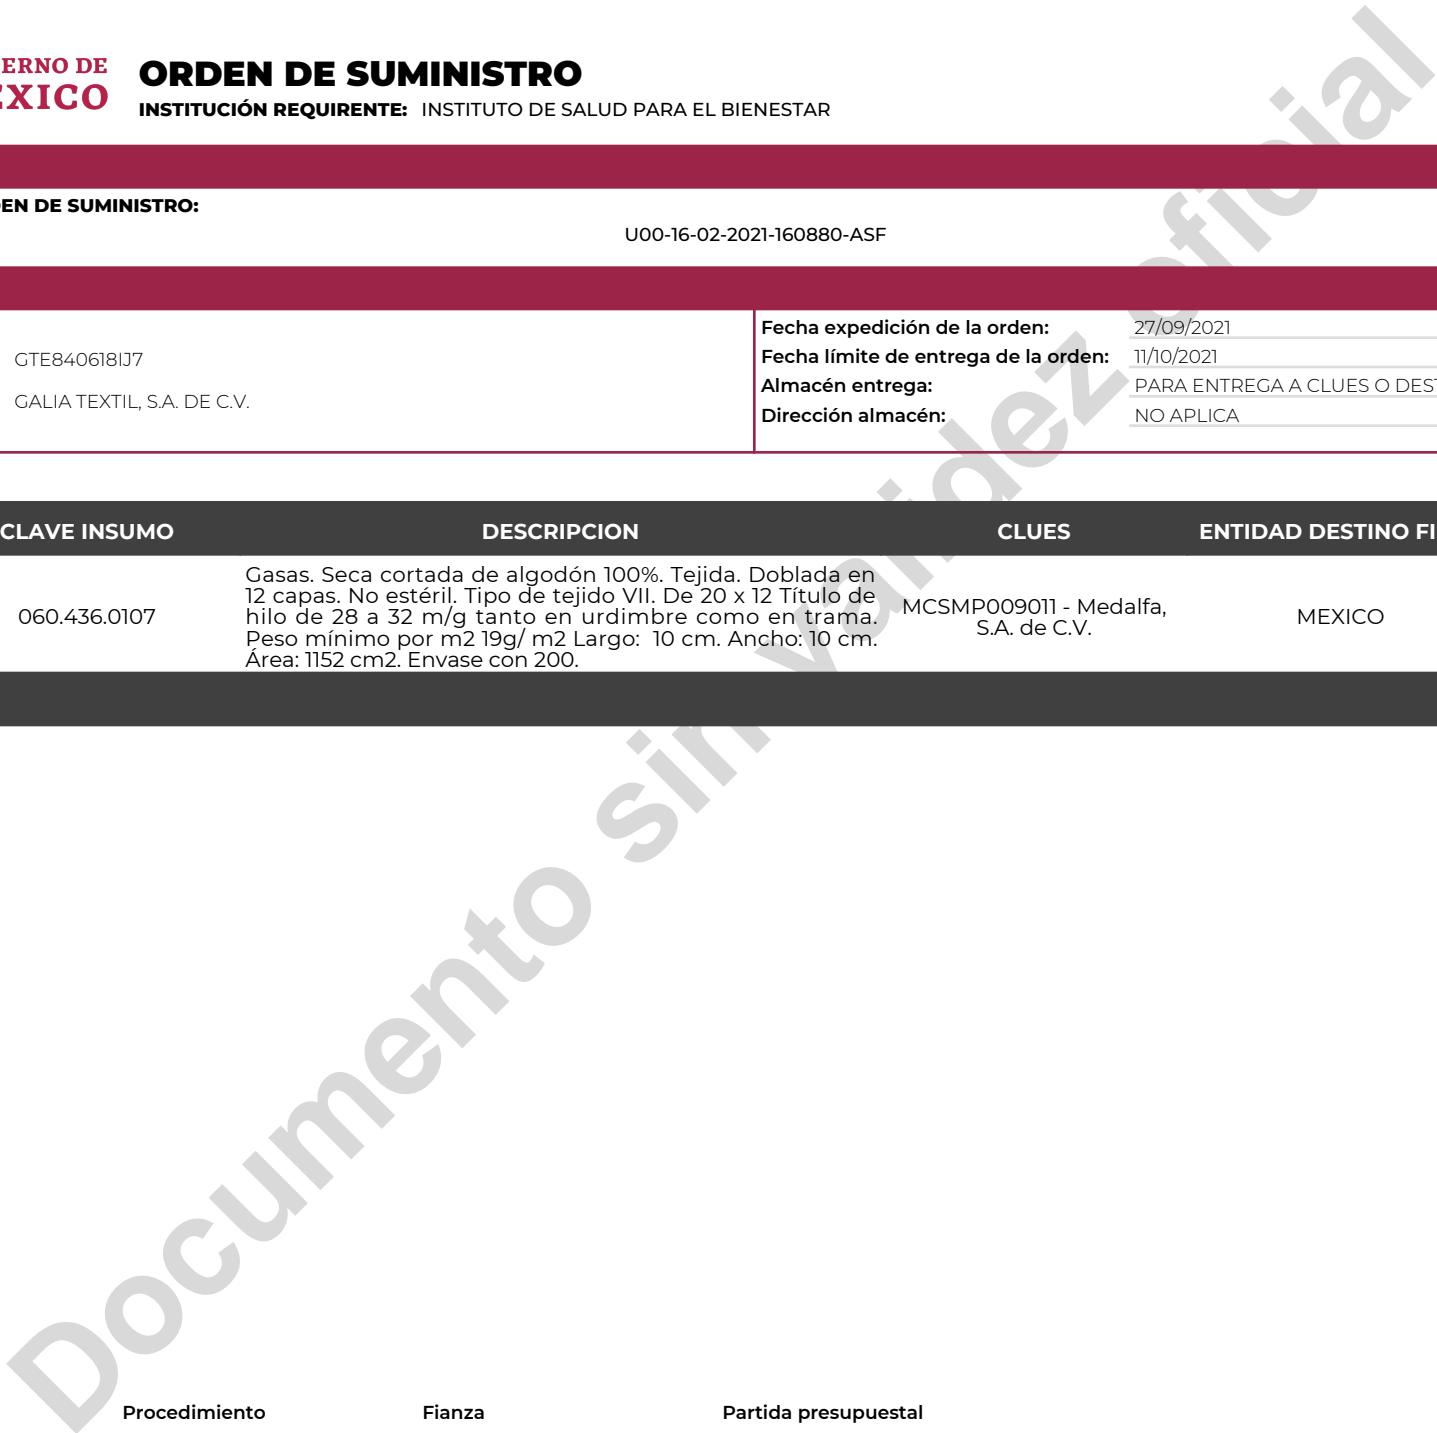 ERNO DE
EXICO
ORDEN DE SUMINISTRO
INSTITUCIÓN REQUIRENTE: INSTITUTO DE SALUD PARA EL BIENESTAR
EN DE SUMINISTRO:
U00-16-02-2021-160880-ASF
GTE840618IJ7
GALIA TEXTIL, S.A. DE C.V.
Fecha expedición de la orden: 27/09/2021
Fecha límite de entrega de la orden: 11/10/2021
Almacén entrega: PARA ENTREGA A CLUES O DEST
Dirección almacén: NO APLICA
CLAVE INSUMO DESCRIPCION CLUES ENTIDAD DESTINO FI
060.436.0107
Gasas. Seca cortada de algodón 100%. Tejida. Doblada en
12 capas. No estéril. Tipo de tejido VII. De 20 x 12 Título de
hilo de 28 a 32 m/g tanto en urdimbre como en trama.
Peso mínimo por m2 19g/ m2 Largo: 10 cm. Ancho: 10 cm.
Área: 1152 cm2. Envase con 200.
MCSMP009011 - Medalfa,
S.A. de C.V.
MEXICO
Documento sin validez oficial
Procedimiento Fianza Partida presupuestal